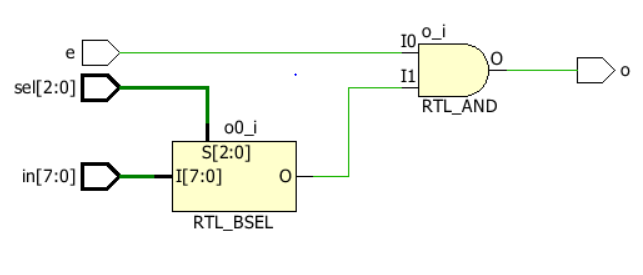 e
sel[2:0]
in[7:0]
o0_i
S[2:0]
I[7:0] O
RTL_BSEL
o_i
I0
I1
O
RTL_AND
o